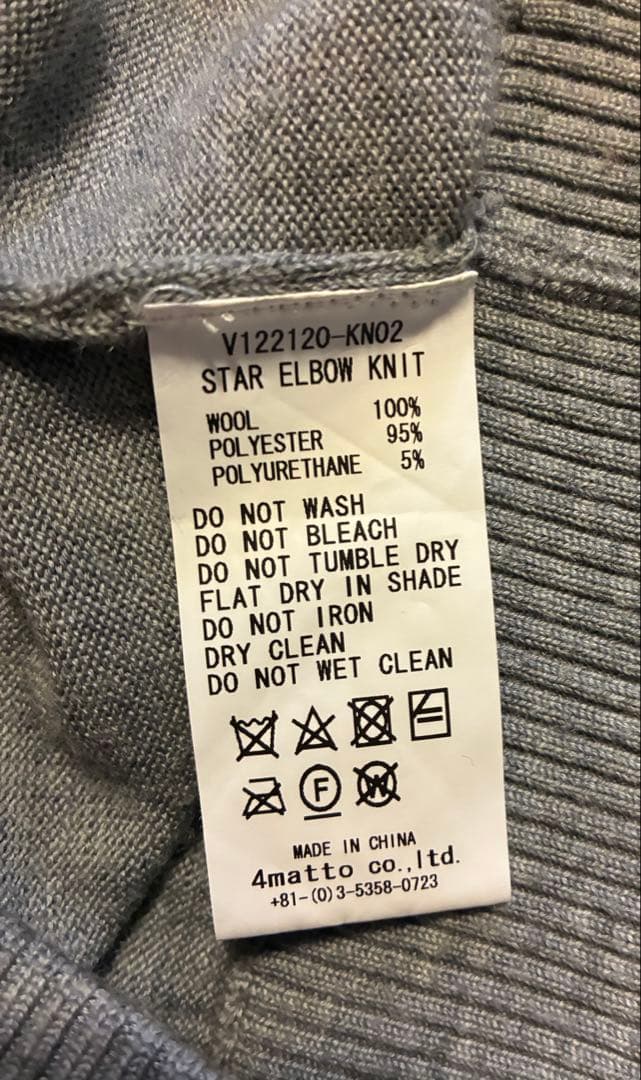 V122120-KN02
STAR ELBOW KNIT
WOOL 100%
POLYESTER 95%
POLYURETHANE 5%
DO NOT WASH
DO NOT BLEACH
DO NOT TUMBLE DRY
FLAT DRY IN SHADE
DO NOT IRON
DRY CLEAN
DO NOT WET CLEAN
F W
MADE IN CHINA
4matto co.,ltd.
+81-(0)3-5358-0723